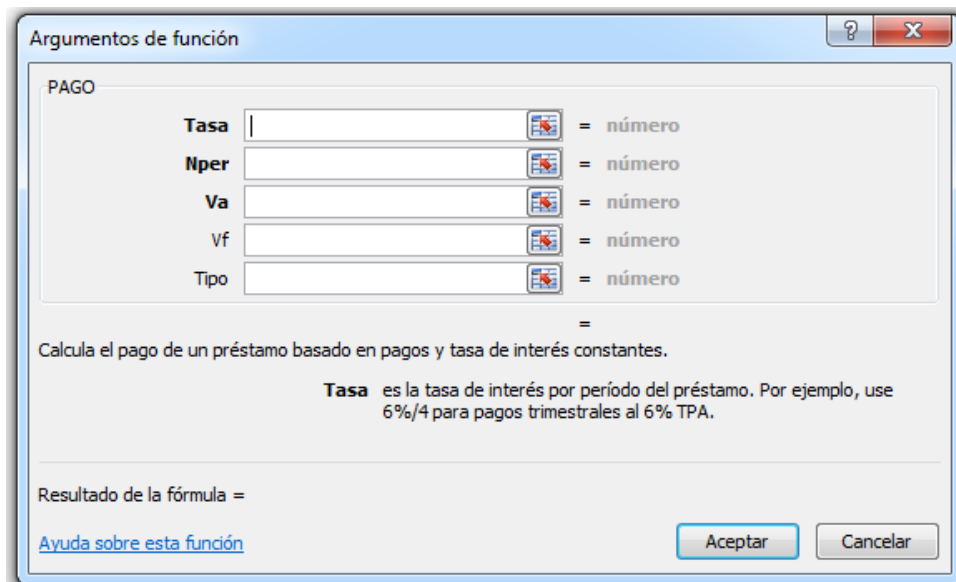 Argumentos de función
PAGO
Tasa = número
Nper = número
Va = número
Vf = número
Tipo = número
=
Calcula el pago de un préstamo basado en pagos y tasa de interés constantes.
Tasa es la tasa de interés por período del préstamo. Por ejemplo, use
6%/4 para pagos trimestrales al 6% TPA.
Resultado de la fórmula =
Ayuda sobre esta función Aceptar Cancelar